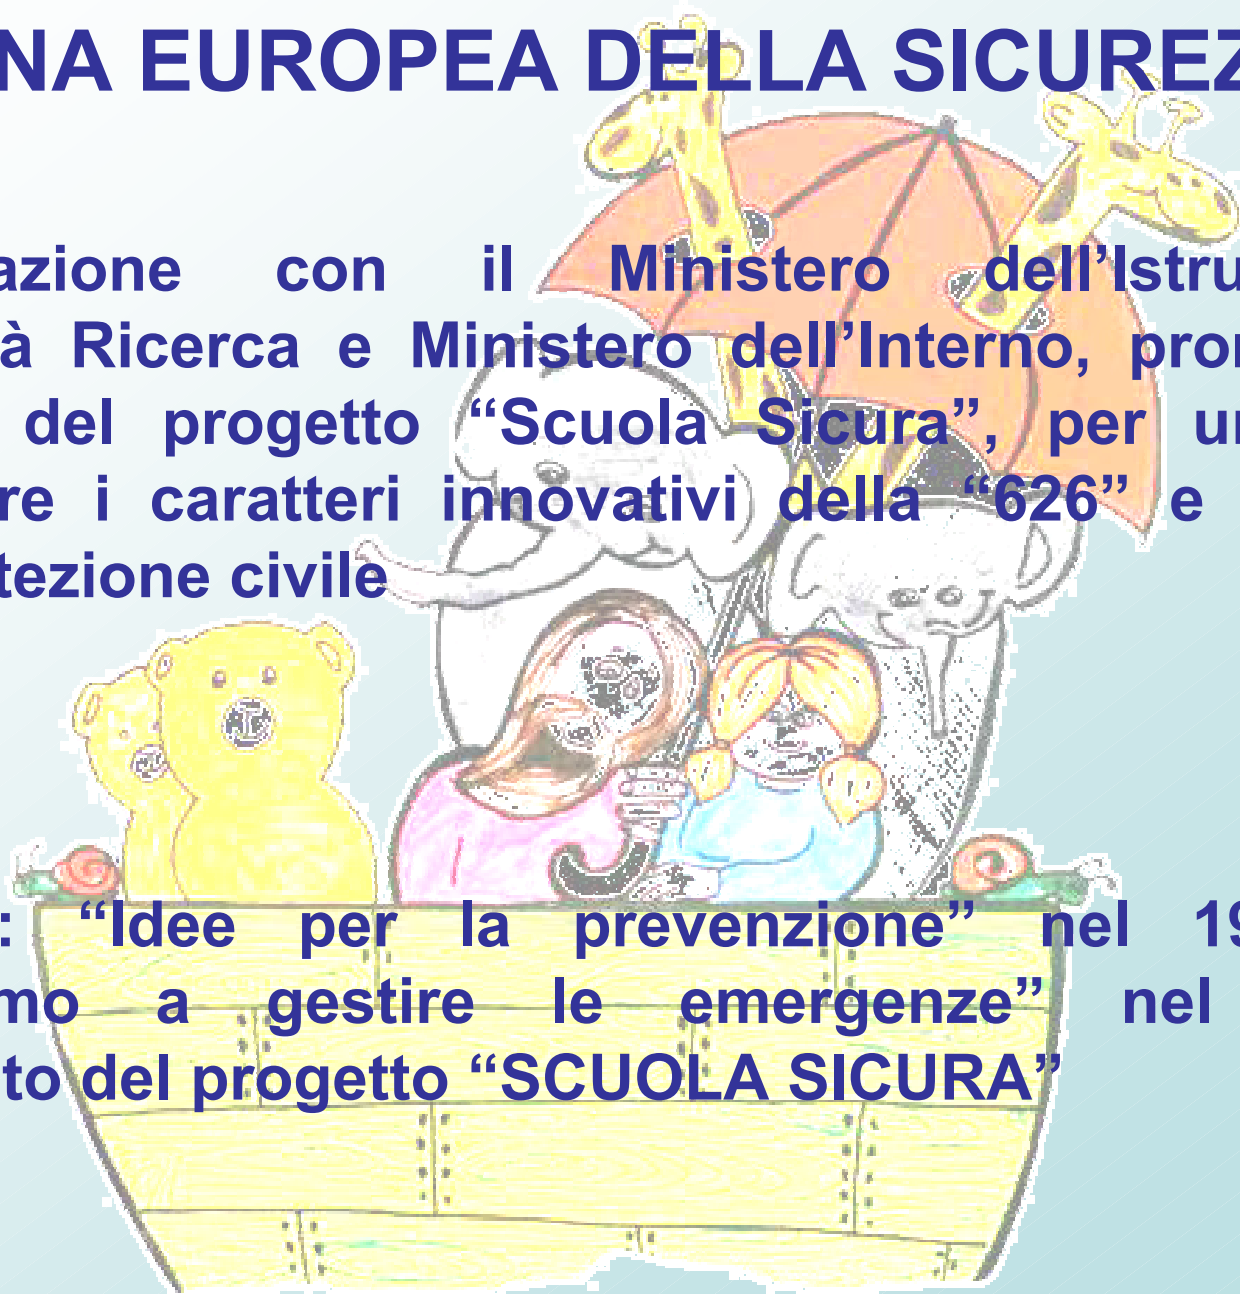 NA EUROPEA DELLA SICUREZ
azione con il Ministero dell’Istru
à Ricerca e Ministero dell’Interno, pro
del progetto “Scuola Sicura”, per u
re i caratteri innovativi della “626” e
tezione civile
: “Idee per la prevenzione” nel 19
mo a gestire le emergenze” nel
to del progetto “SCUOLA SICURA”